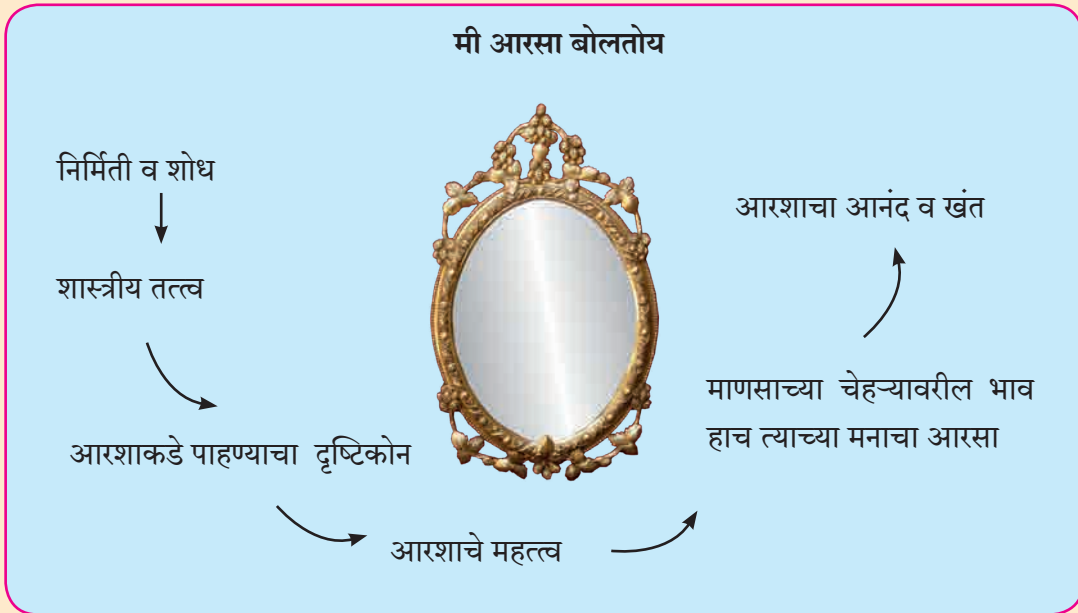 मी आरसा बोलतोय
निर्मिती व शोध
शास्त्रीय तत्त्व
आरशाकडे पाहण्याचा दृष्टिकोन
आरशाचे महत्त्व
माणसाच्या चेहऱ्यावरील भाव
हाच त्याच्या मनाचा आरसा
आरशाचा आनंद व खंत